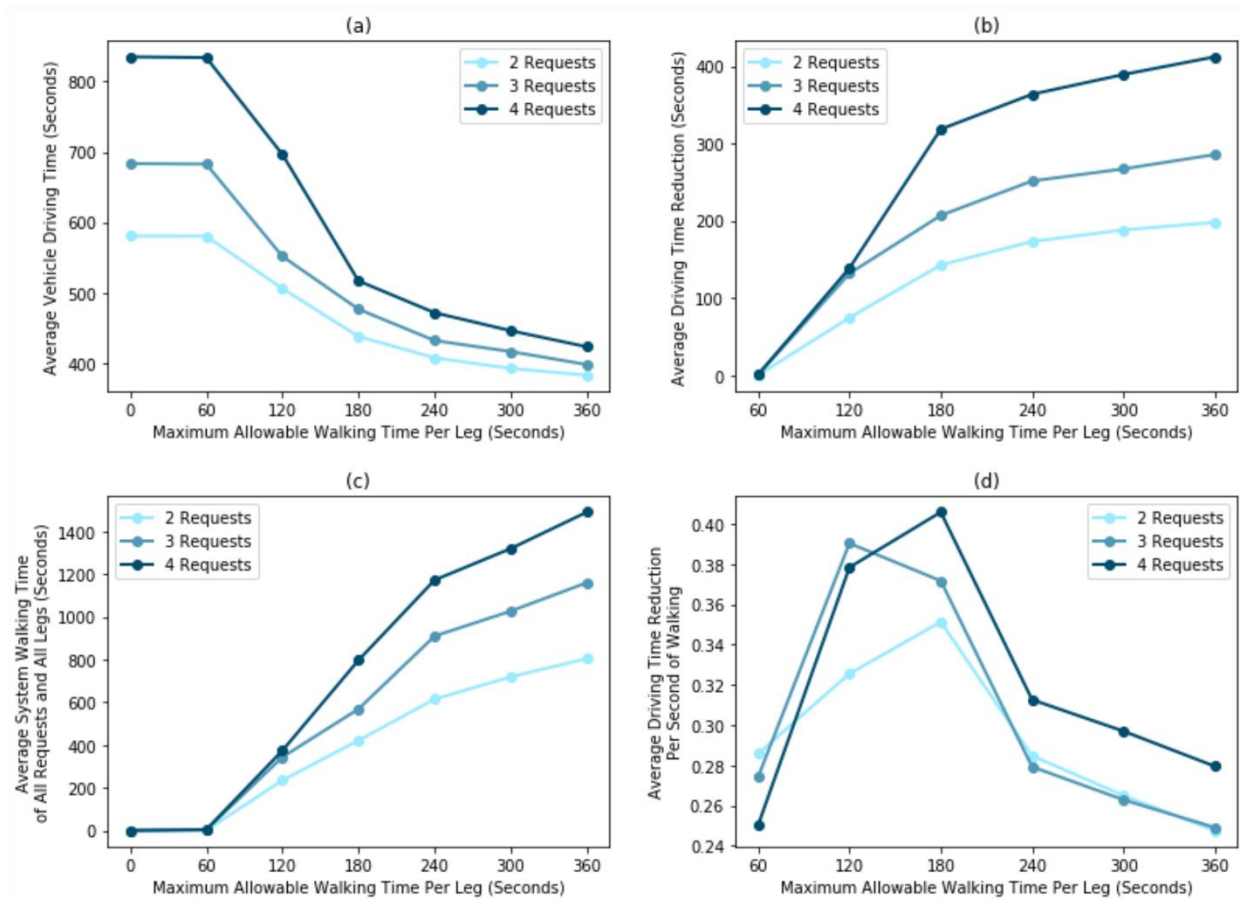 (a)
Average Vehicle Driving Time (Seconds)
800
700
600
500
400
2 Requests
3 Requests
4 Requests
0 60 120 180 240 300 360
Maximum Allowable Walking Time Per Leg (Seconds)
(b)
Average Driving Time Reduction (Seconds)
400
300
200
100
0
2 Requests
3 Requests
4 Requests
60 120 180 240 300 360
Maximum Allowable Walking Time Per Leg (Seconds)
(c)
Average System Walking Time
of All Requests and All Legs (Seconds)
1400
1200
1000
800
600
400
200
0
2 Requests
3 Requests
4 Requests
0 60 120 180 240 300 360
Maximum Allowable Walking Time Per Leg (Seconds)
(d)
Average Driving Time Reduction
Per Second of Walking
0.40
0.38
0.36
0.34
0.32
0.30
0.28
0.26
0.24
2 Requests
3 Requests
4 Requests
60 120 180 240 300 360
Maximum Allowable Walking Time Per Leg (Seconds)